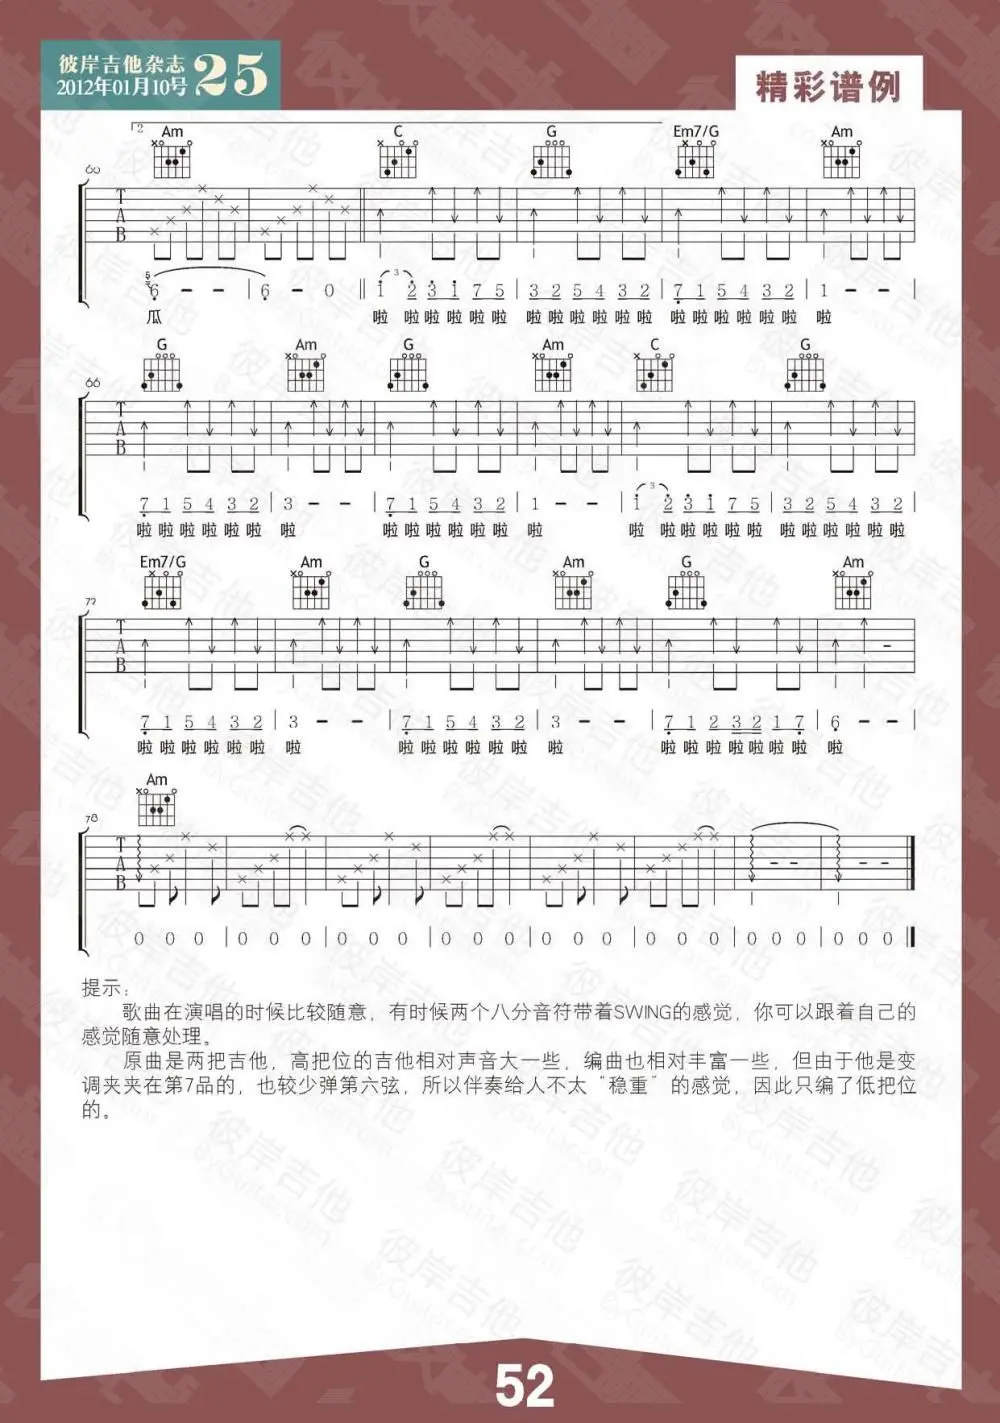 彼岸吉他杂志
2012年01月10号 25
精彩谱例
2.
Am C G Em7/G Am
60
T
A
B
5
6 - - | 6 - 0 || 1 2 3 1 7 5 | 3 2 5 4 3 2 | 7 1 5 4 3 2 | 1 - - |
瓜 啦 啦 啦 啦 啦 啦 啦 啦 啦 啦 啦 啦 啦 啦 啦 啦 啦 啦 啦
G Am G Am C G
66
T
A
B
7 1 5 4 3 2 | 3 - - | 7 1 5 4 3 2 | 1 - - | 1 2 3 1 7 5 | 3 2 5 4 3 2 |
啦 啦 啦 啦 啦 啦 啦 啦 啦 啦 啦 啦 啦 啦 啦 啦 啦 啦 啦 啦 啦 啦 啦 啦 啦 啦
Em7/G Am G Am G Am
72
T
A
B
7 1 5 4 3 2 | 3 - - | 7 1 5 4 3 2 | 3 - - | 7 1 2 3 2 1 7 | 6 - - |
啦 啦 啦 啦 啦 啦 啦 啦 啦 啦 啦 啦 啦 啦 啦 啦 啦 啦 啦 啦 啦 啦
Am
78
T
A
B
0 0 0 | 0 0 0 | 0 0 0 | 0 0 0 | 0 0 0 | 0 0 0 | 0 0 0 | 0 0 0
提示：
歌曲在演唱的时候比较随意，有时候两个八分音符带着SWING的感觉，你可以跟着自己的
感觉随意处理。
原曲是两把吉他，高把位的吉他相对声音大一些，编曲也相对丰富一些，但由于他是变
调夹夹在第7品的，也较少弹第六弦，所以伴奏给人不太“稳重”的感觉，因此只编了低把位
的。
52